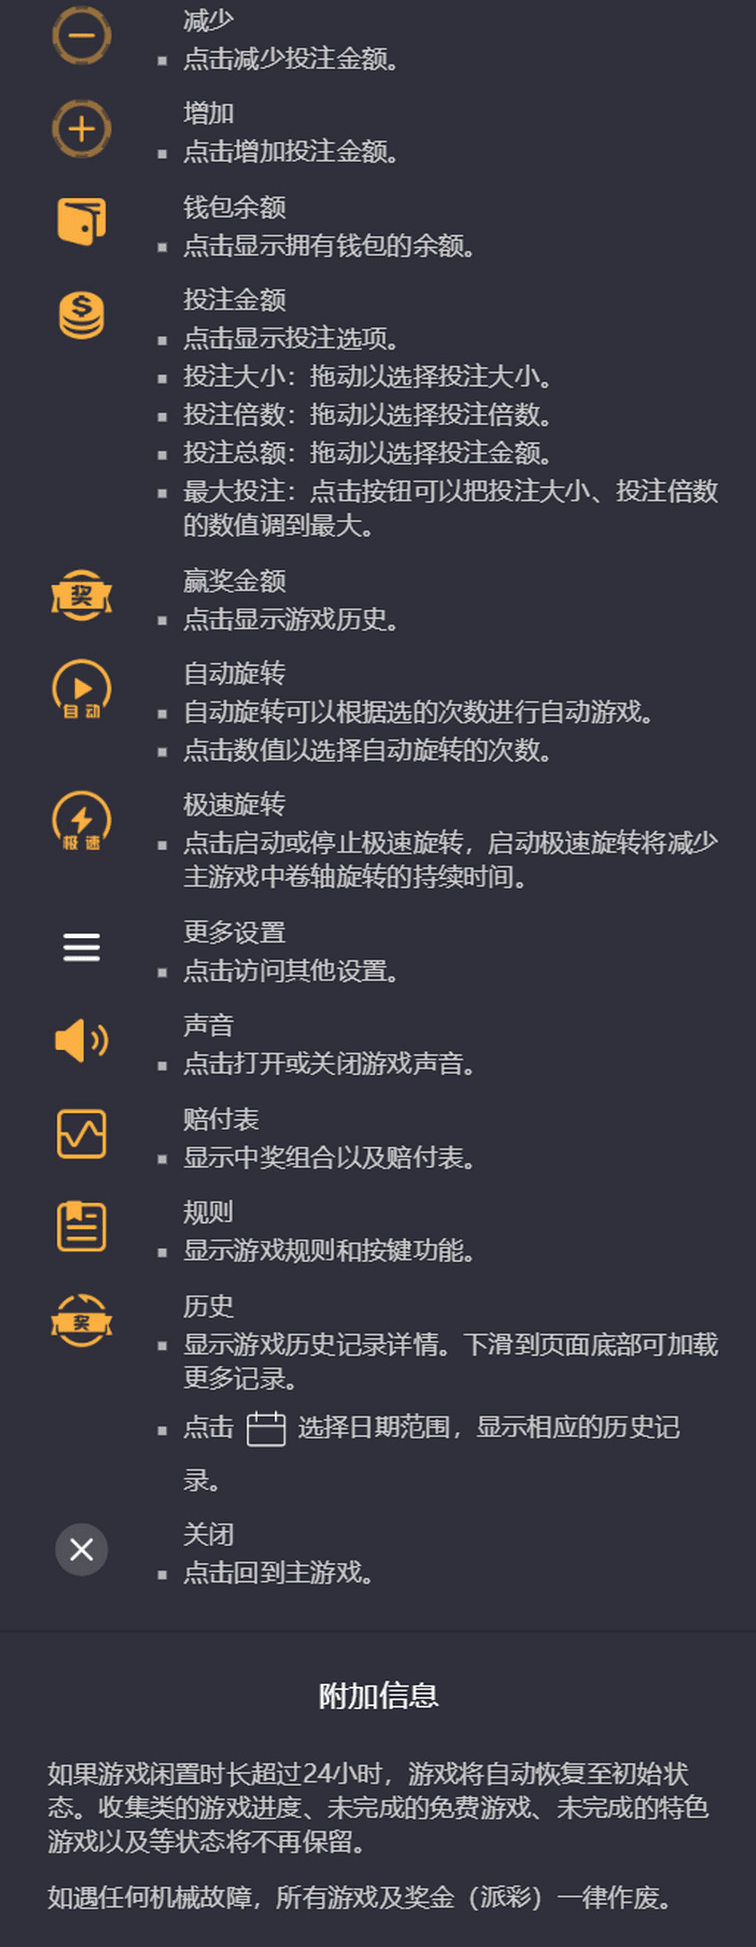 减少
点击减少投注金额。
增加
点击增加投注金额。
钱包余额
点击显示拥有钱包的余额。
投注金额
点击显示投注选项。
投注大小：拖动以选择投注大小。
投注倍数：拖动以选择投注倍数。
投注总额：拖动以选择投注金额。
最大投注：点击按钮可以把投注大小、投注倍数
的数值调到最大。
奖
赢奖金额
点击显示游戏历史。
自动
自动旋转
自动旋转可以根据选的次数进行自动游戏。
点击数值以选择自动旋转的次数。
极速
极速旋转
点击启动或停止极速旋转，启动极速旋转将减少
主游戏中卷轴旋转的持续时间。
更多设置
点击访问其他设置。
声音
点击打开或关闭游戏声音。
赔付表
显示中奖组合以及赔付表。
规则
显示游戏规则和按键功能。
奖
历史
显示游戏历史记录详情。下滑到页面底部可加载
更多记录。
点击 选择日期范围，显示相应的历史记
录。
关闭
点击回到主游戏。
附加信息
如果游戏闲置时长超过24小时，游戏将自动恢复至初始状
态。收集类的游戏进度、未完成的免费游戏、未完成的特色
游戏以及等状态将不再保留。
如遇任何机械故障，所有游戏及奖金（派彩）一律作废。